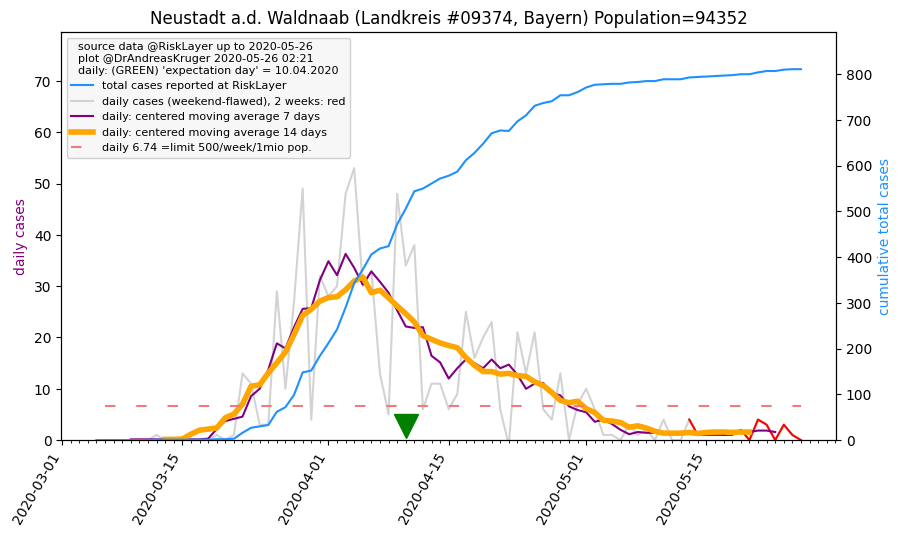 Neustadt a.d. Waldnaab (Landkreis #09374, Bayern) Population=94352
source data @RiskLayer up to 2020-05-26
plot @DrAndreasKruger 2020-05-26 02:21
daily: (GREEN) 'expectation day' = 10.04.2020
total cases reported at RiskLayer
daily cases (weekend-flawed), 2 weeks: red
daily: centered moving average 7 days
daily: centered moving average 14 days
daily 6.74 =limit 500/week/1mio pop.
daily cases
70
60
50
40
30
20
10
0
cumulative total cases
800
700
600
500
400
300
200
100
0
2020-03-01
2020-03-15
2020-04-01
2020-04-15
2020-05-01
2020-05-15